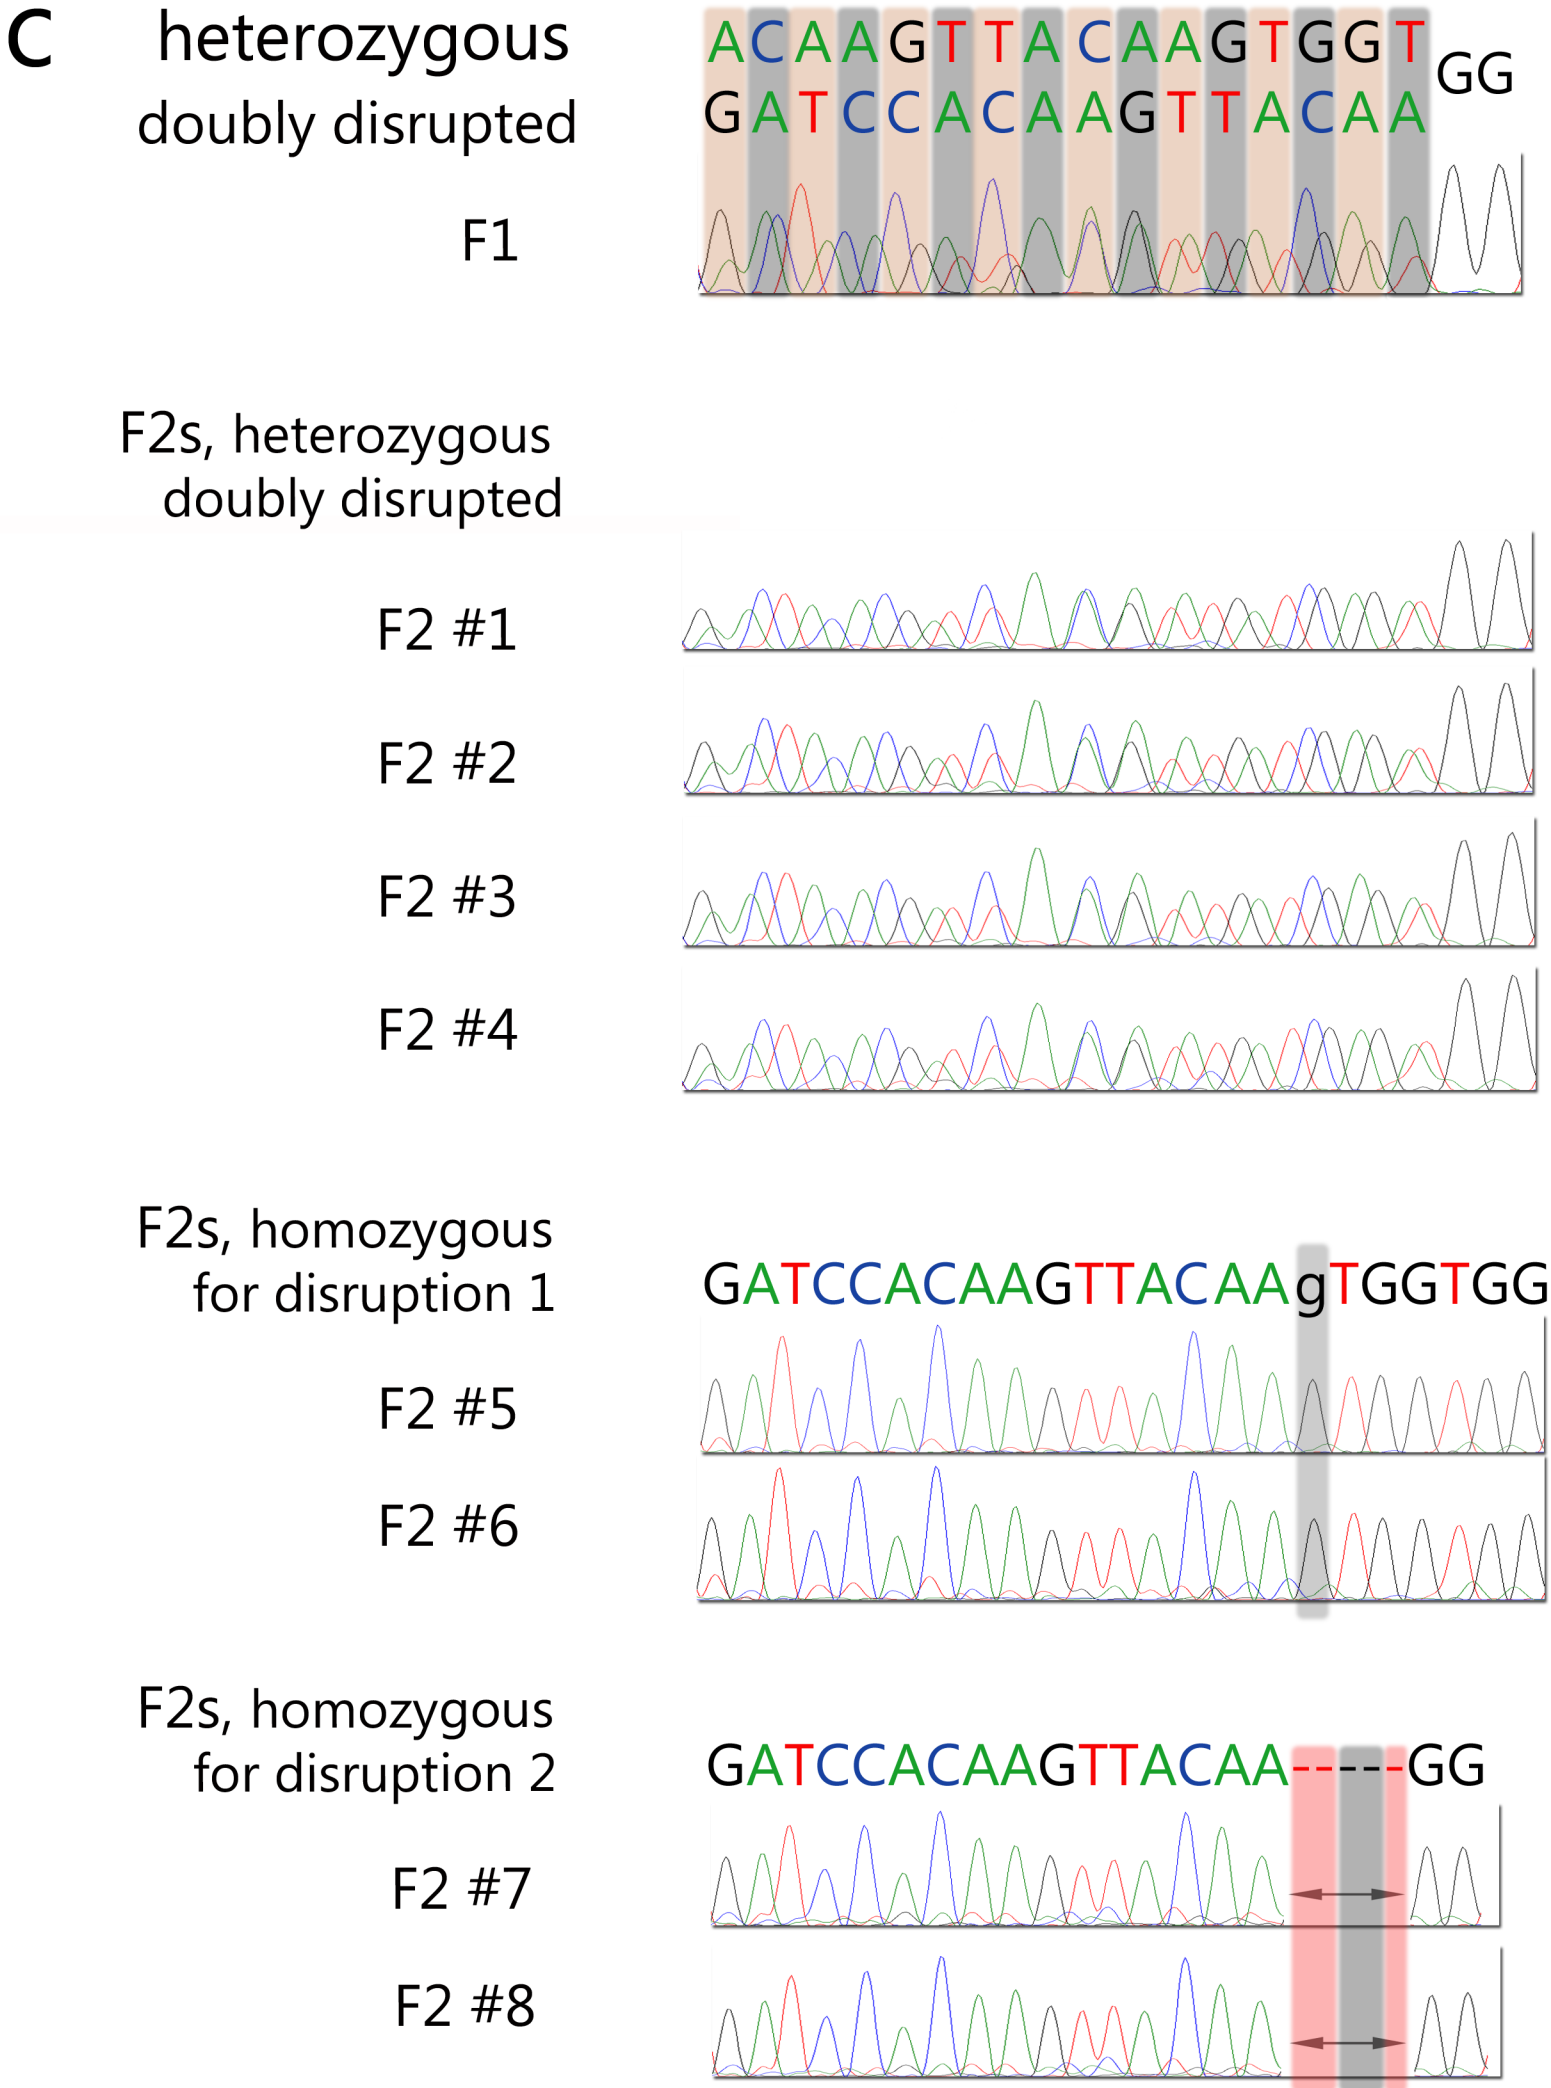 C
heterozygous
doubly disrupted
F1
ACAAGTTACAAGTGGT
GATCCACAAGTTACAA
GG
F2s, heterozygous
doubly disrupted
F2 #1
F2 #2
F2 #3
F2 #4
F2s, homozygous
for disruption 1
GATCCACAAGTTACAAgTGGTGG
F2 #5
F2 #6
F2s, homozygous
for disruption 2
GATCCACAAGTTACAA-----GG
F2 #7
F2 #8